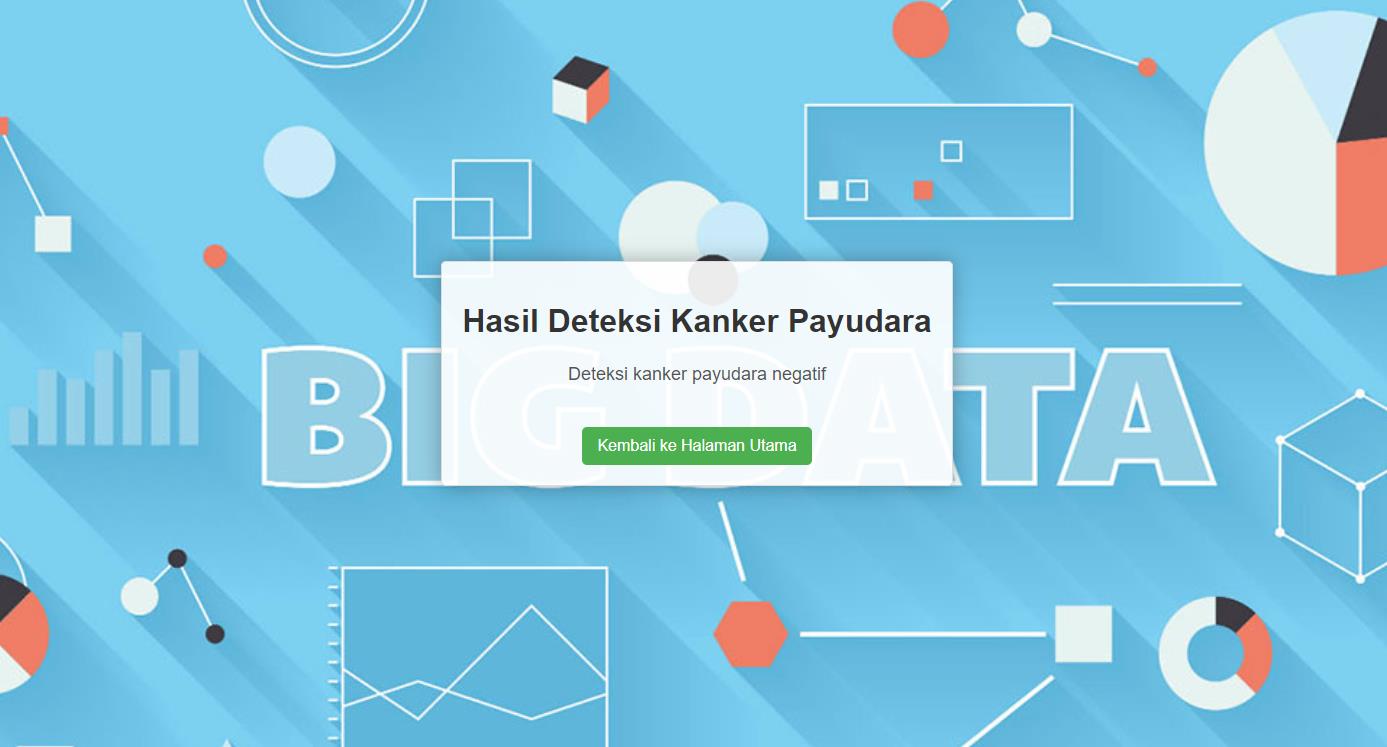 Hasil Deteksi Kanker Payudara
Deteksi kanker payudara negatif
Kembali ke Halaman Utama
BIG DATA